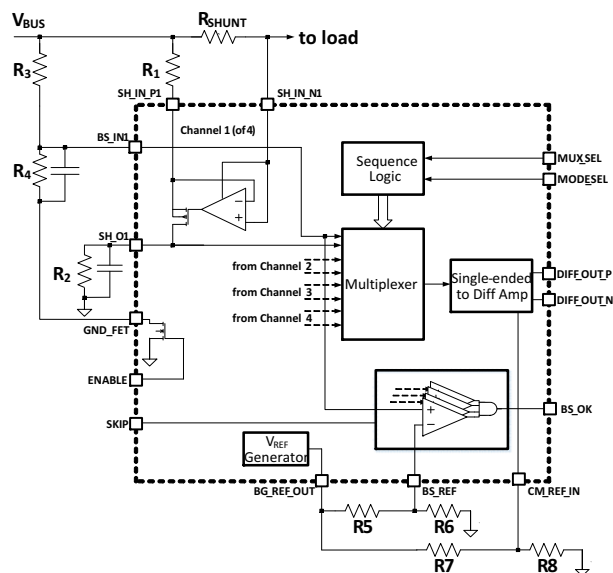 VBUS
RSHUNT
to load
R3
R1
SH_IN_P1
SH_IN_N1
BS_IN1
Channel 1 (of 4)
R4
Sequence
Logic
MUX_SEL
MODE_SEL
-
+
SH_O1
R2
from Channel 2
from Channel 3
from Channel 4
Multiplexer
Single-ended
to Diff Amp
DIFF_OUT_P
DIFF_OUT_N
GND_FET
ENABLE
SKIP
+
-
BS_OK
VREF
Generator
BG_REF_OUT
BS_REF
CM_REF_IN
R5
R6
R7
R8